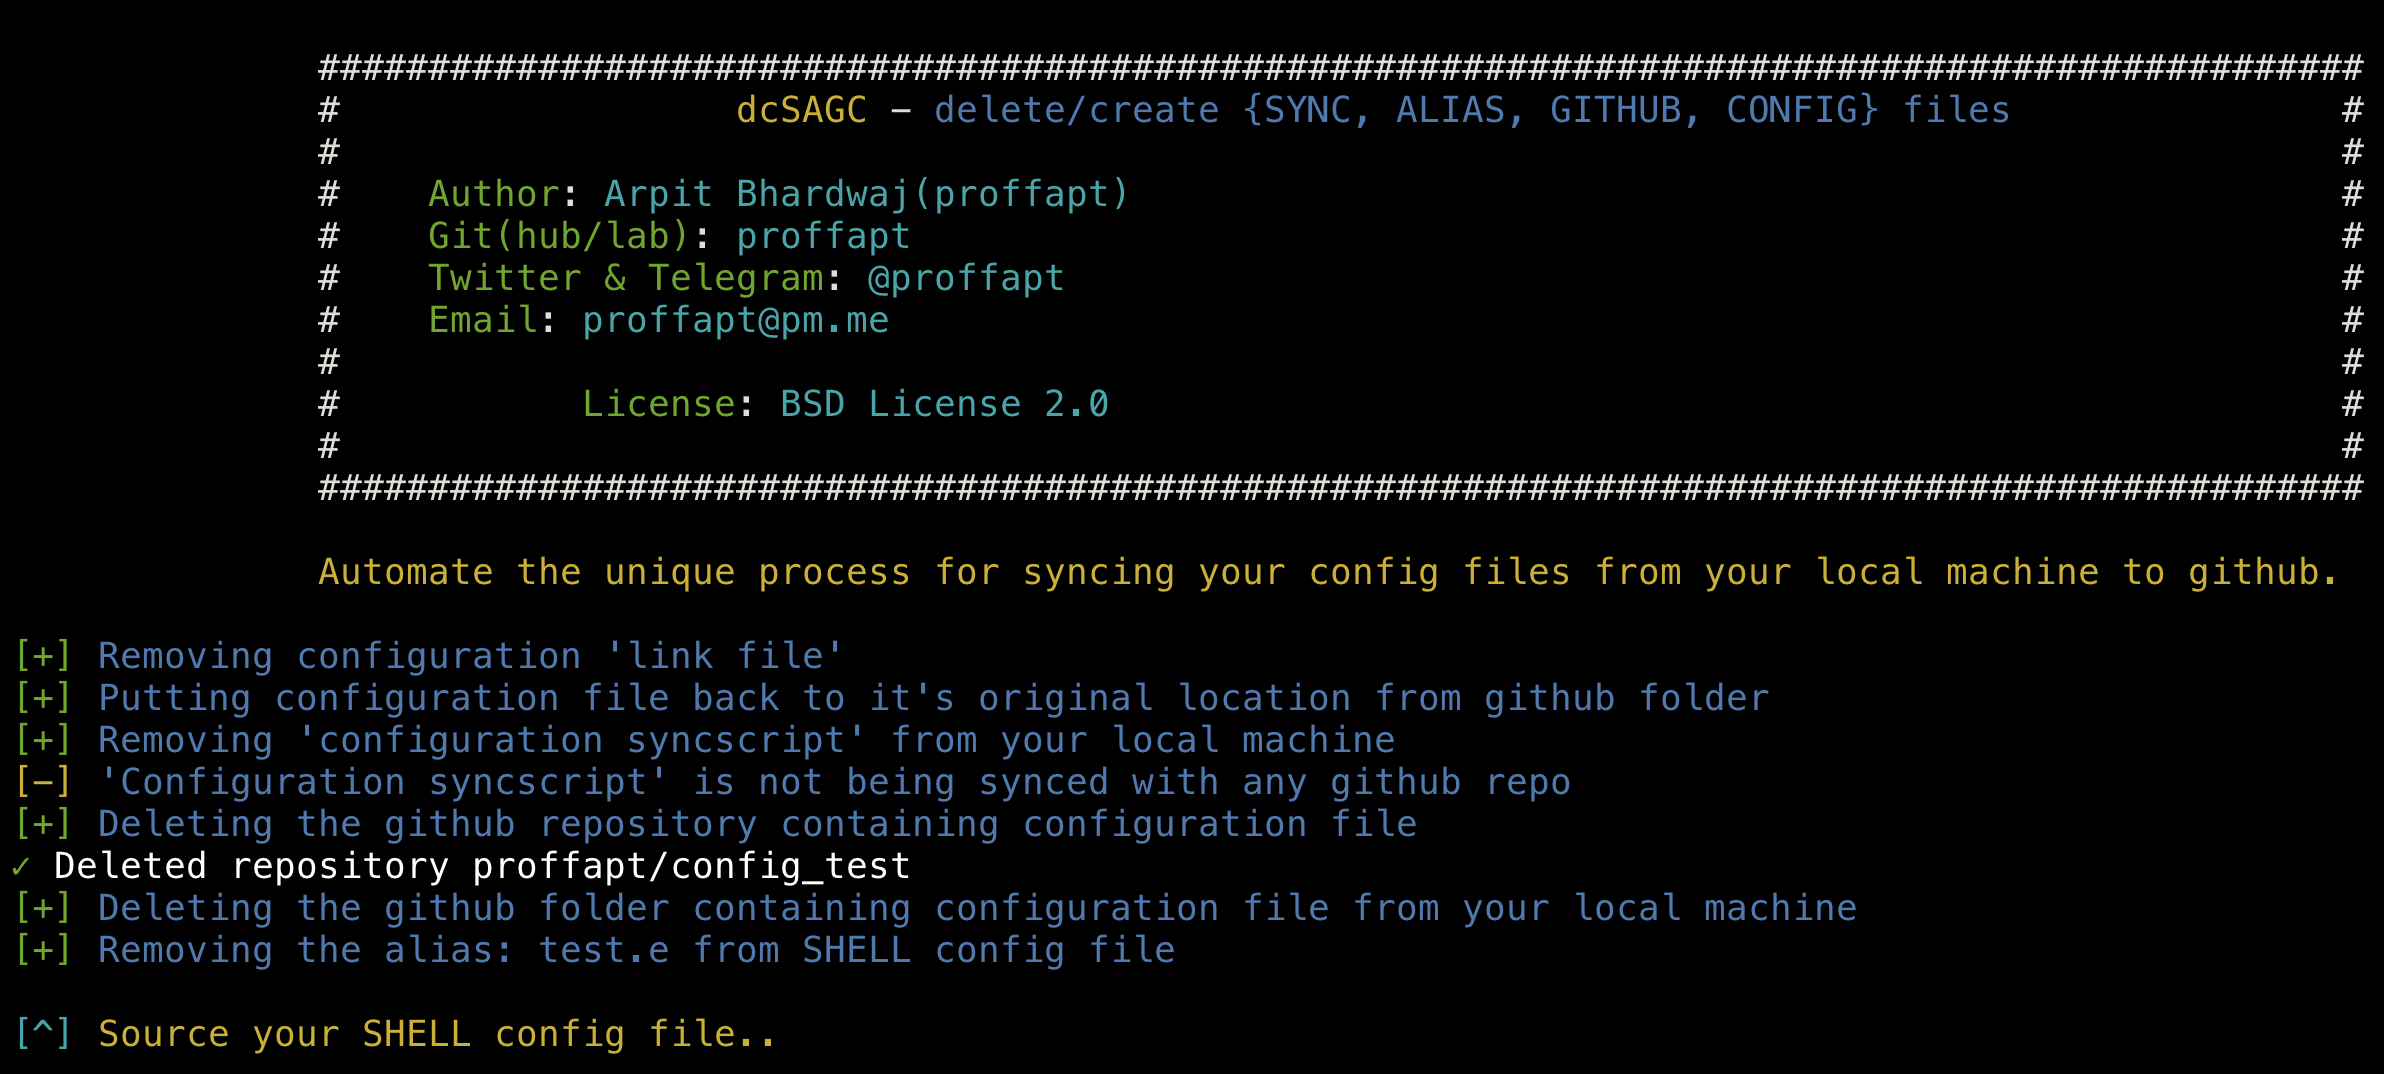 #############################################################################################
# dcSAGC - delete/create {SYNC, ALIAS, GITHUB, CONFIG} files #
# #
# Author: Arpit Bhardwaj(proffapt) #
# Git(hub/lab): proffapt #
# Twitter & Telegram: @proffapt #
# Email: proffapt@pm.me #
# #
# License: BSD License 2.0 #
# #
#############################################################################################
Automate the unique process for syncing your config files from your local machine to github.
[+] Removing configuration 'link file'
[+] Putting configuration file back to it's original location from github folder
[+] Removing 'configuration syncscript' from your local machine
[-] 'Configuration syncscript' is not being synced with any github repo
[+] Deleting the github repository containing configuration file
✓ Deleted repository proffapt/config_test
[+] Deleting the github folder containing configuration file from your local machine
[+] Removing the alias: test.e from SHELL config file
[^] Source your SHELL config file..